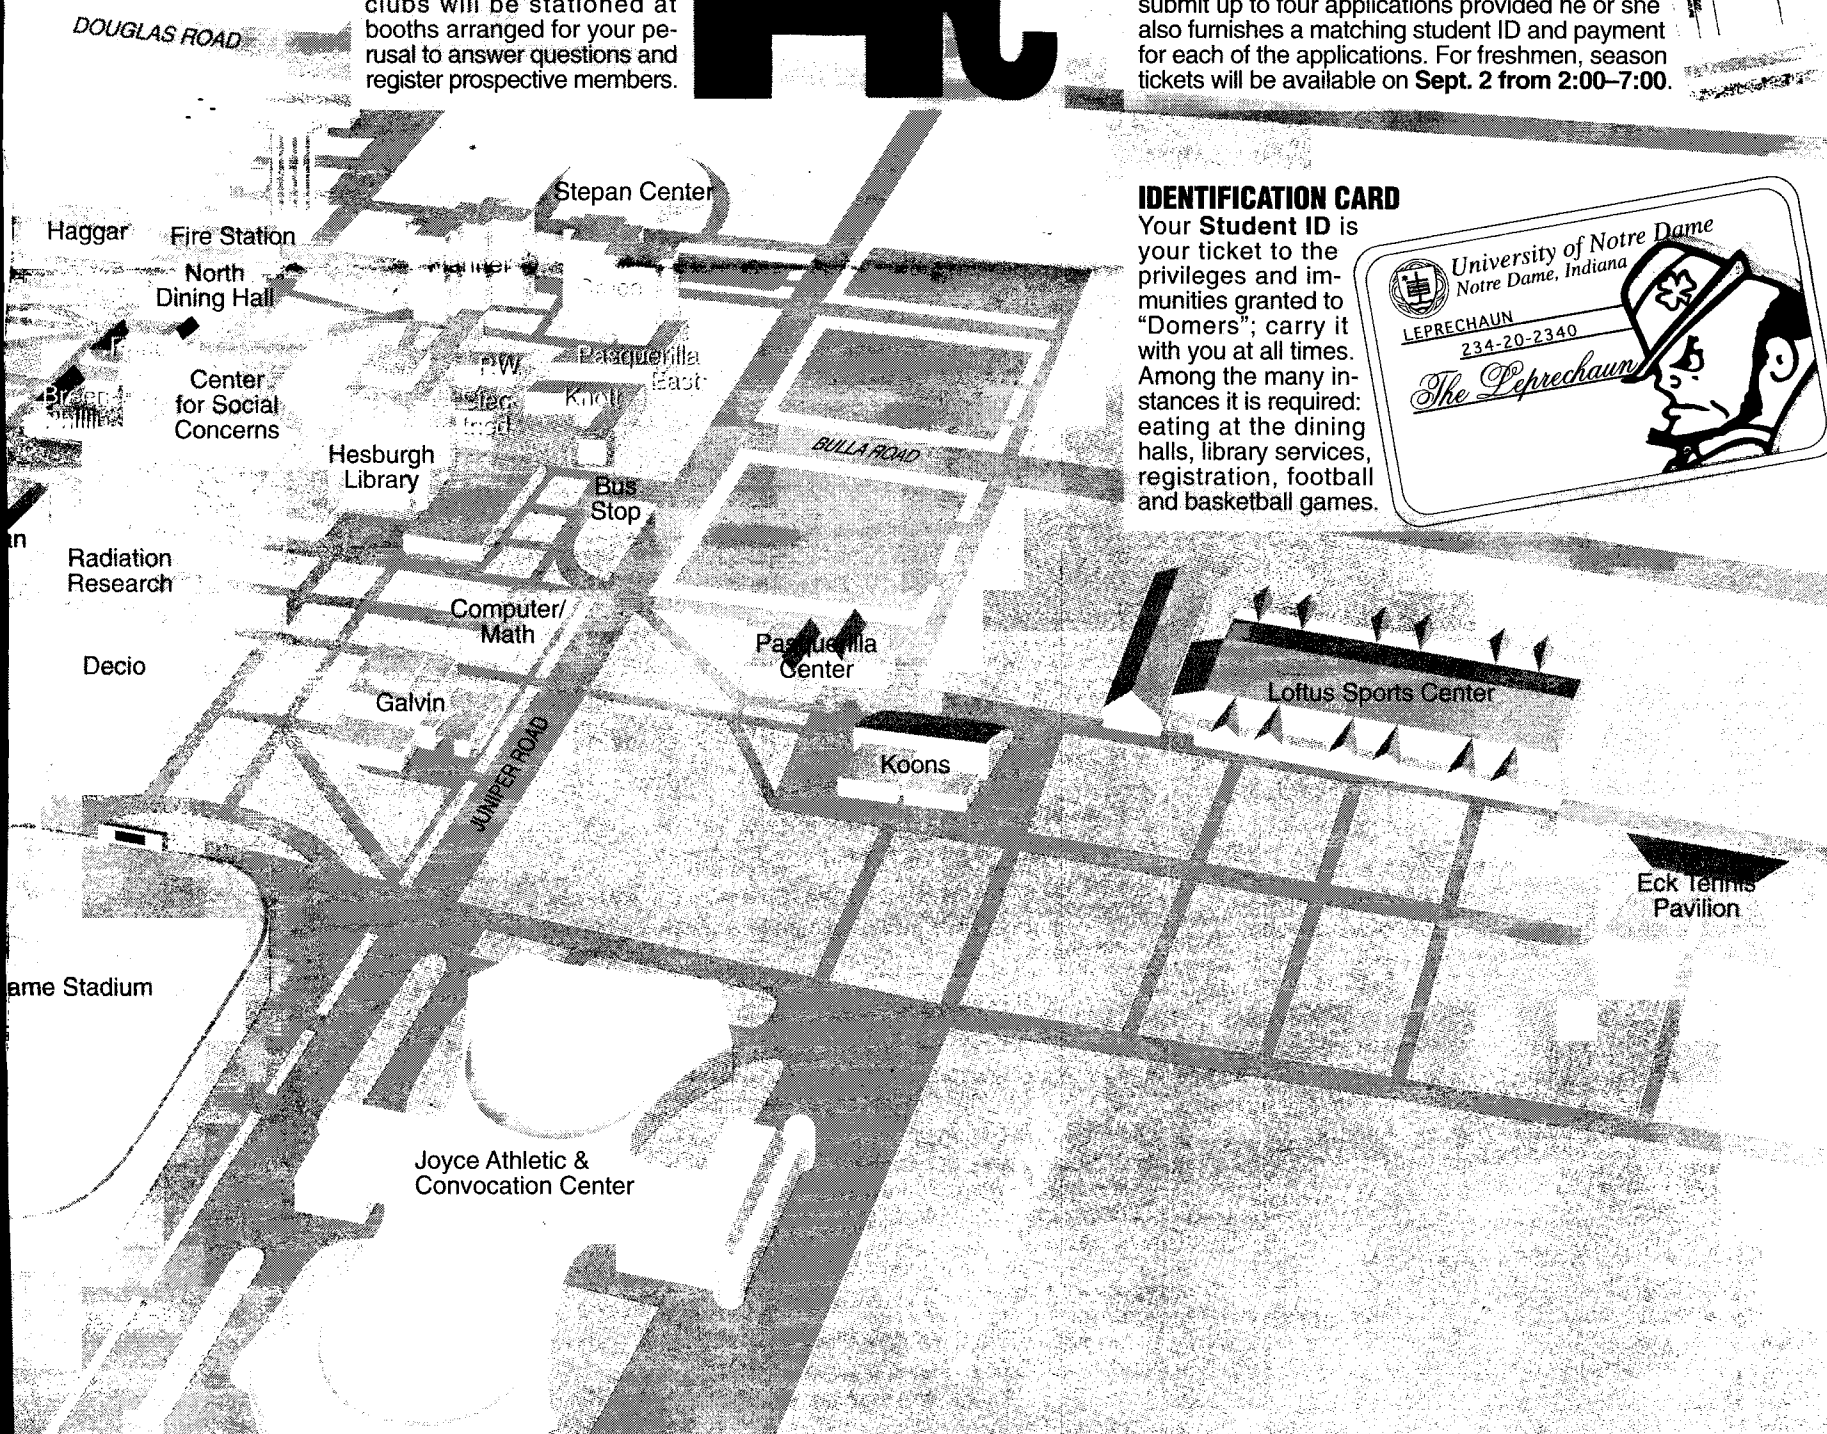 clubs will be stationed at
booths arranged for your pe-
rusal to answer questions and
register prospective members.
submit up to four applications provided he or she
also furnishes a matching student ID and payment
for each of the applications. For freshmen, season
tickets will be available on Sept. 2 from 2:00–7:00.
DOUGLAS ROAD
IDENTIFICATION CARD
Your Student ID is
your ticket to the
privileges and im-
munities granted to
“Domers”; carry it
with you at all times.
Among the many in-
stances it is required:
eating at the dining
halls, library services,
registration, football
and basketball games.
University of Notre Dame
Notre Dame, Indiana
LEPRECHAUN
234-20-2340
The Leprechaun
Stepan Center
Haggar
Fire Station
North
Dining Hall
P.W.
Pasquerilla
East
Knott
Center
for Social
Concerns
Hesburgh
Library
BULLA ROAD
Bus
Stop
Radiation
Research
Computer/
Math
Pasquerilla
Center
Decio
Galvin
JUNIPER ROAD
Loftus Sports Center
Koons
Eck Tennis
Pavilion
ame Stadium
Joyce Athletic &
Convocation Center